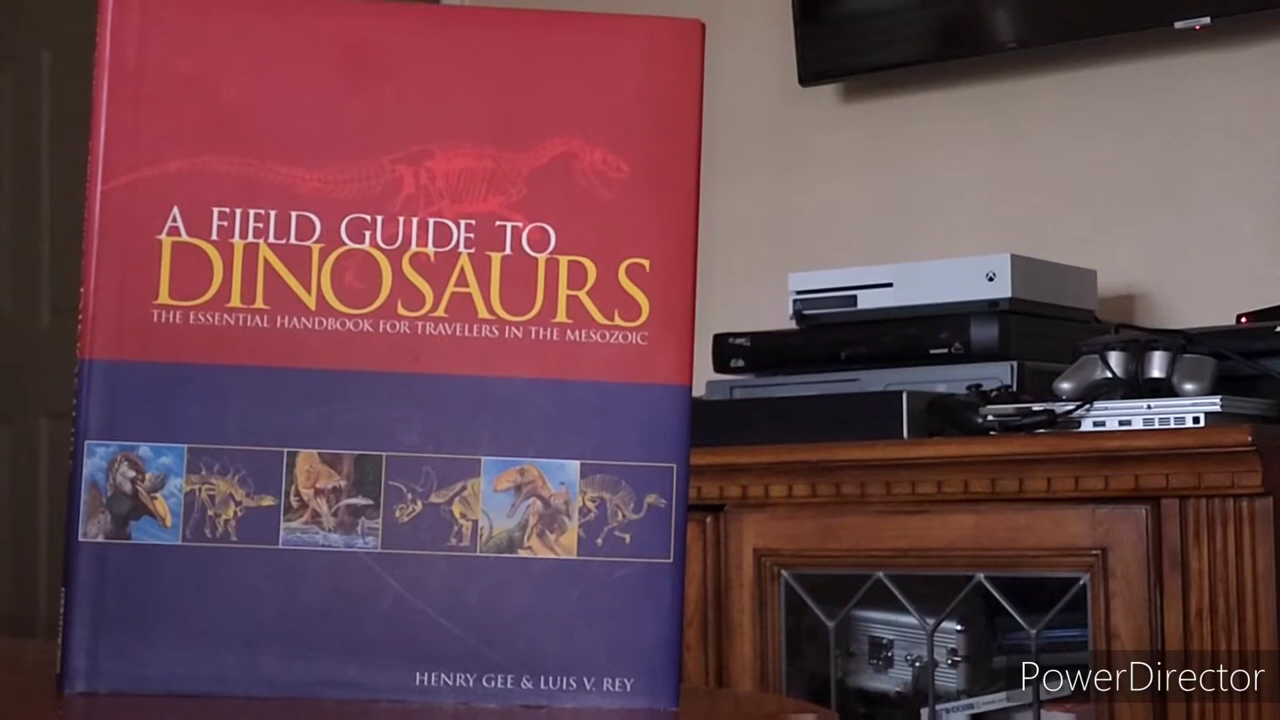 A FIELD GUIDE TO
DINOSAURS
THE ESSENTIAL HANDBOOK FOR TRAVELERS IN THE MESOZOIC
HENRY GEE & LUIS V. REY
PowerDirector